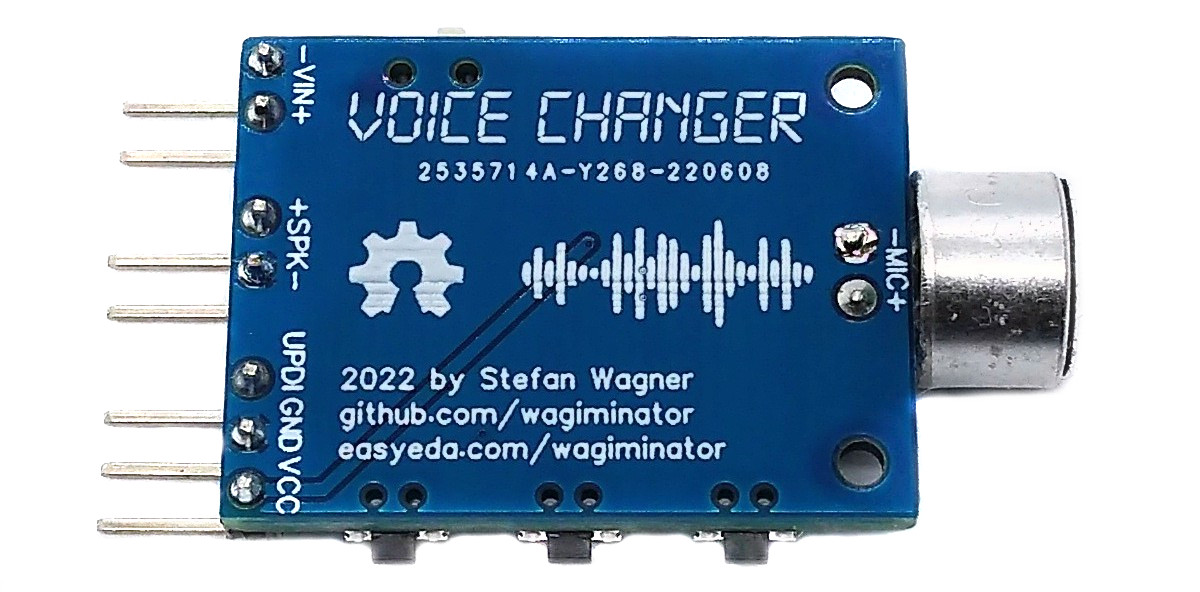 -VIN+
VOICE CHANGER
2535714A-Y268-220608
+SPK-
-MIC+
UPDI GND VCC
2022 by Stefan Wagner
github.com/wagiminator
easyeda.com/wagiminator